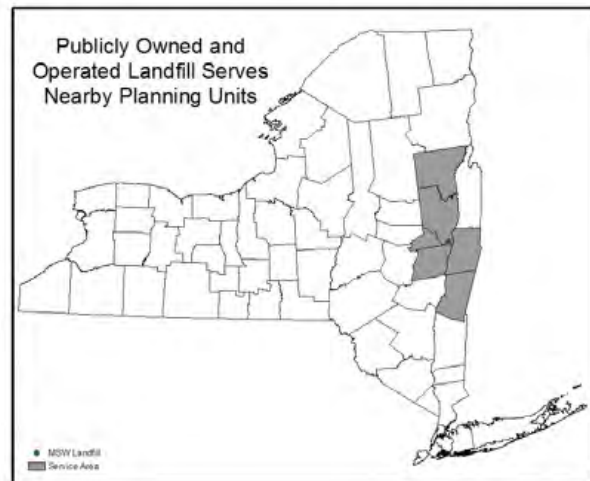 Publicly Owned and
Operated Landfill Serves
Nearby Planning Units
MSW Landfill
Service Area